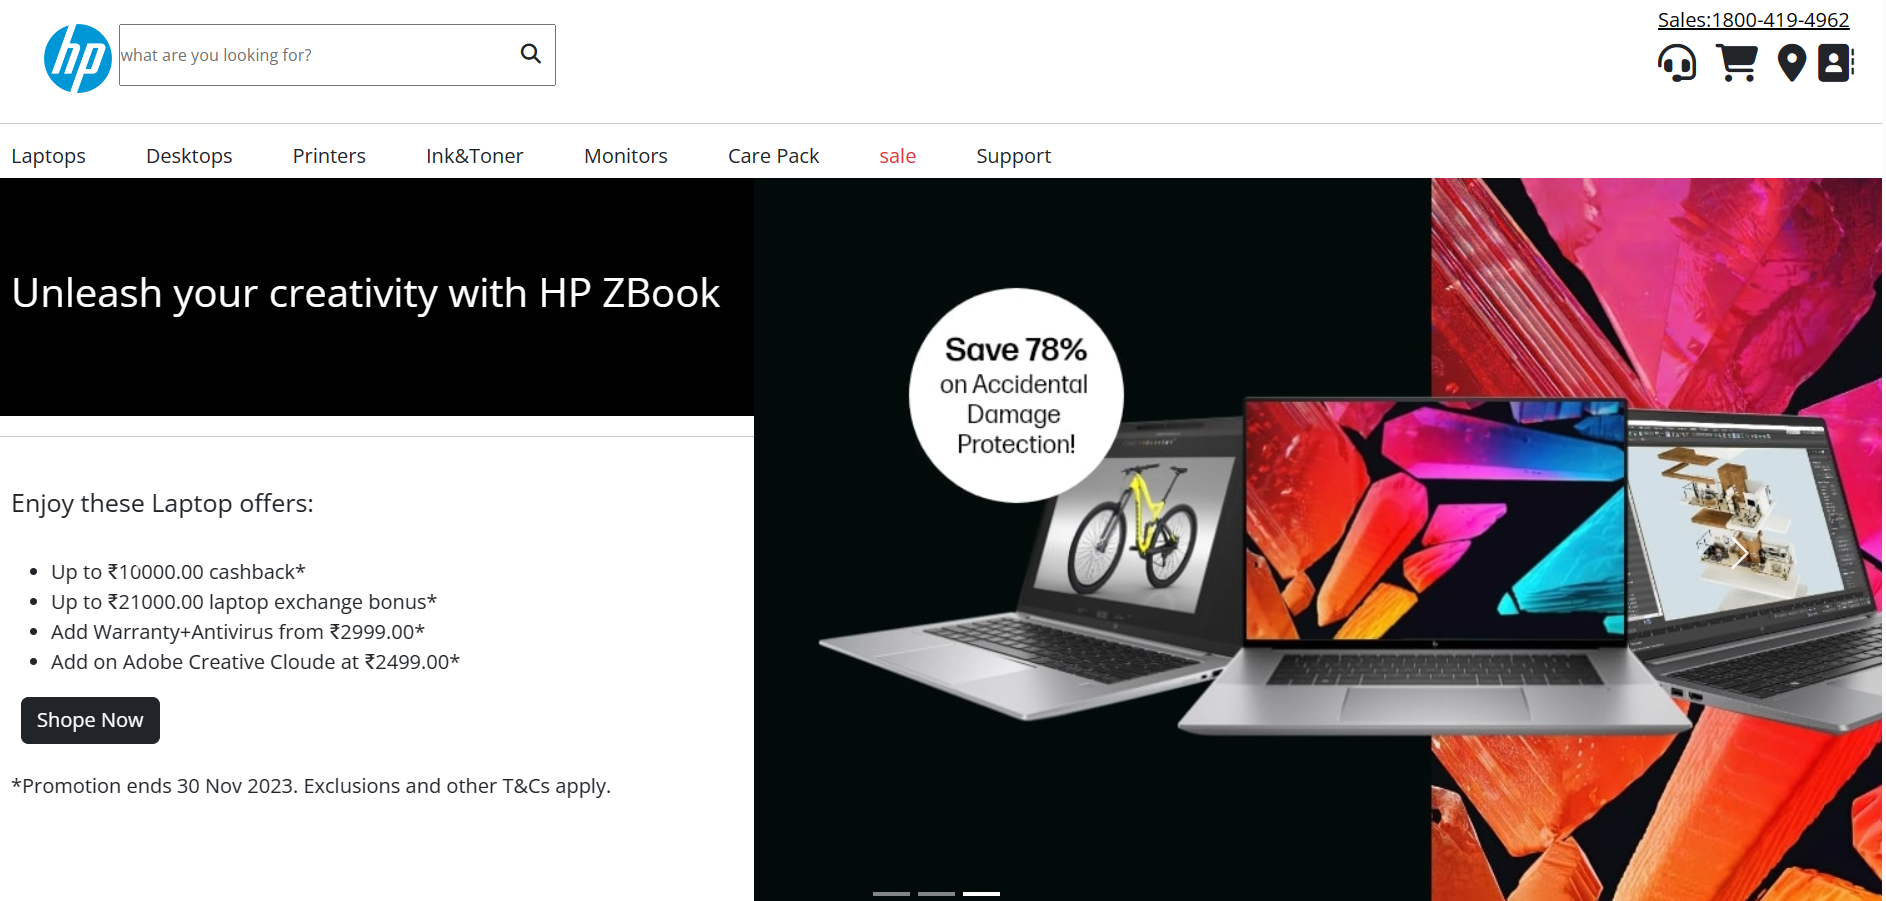 hp
what are you looking for?
Sales:1800-419-4962
Laptops Desktops Printers Ink&Toner Monitors Care Pack sale Support
Unleash your creativity with HP ZBook
Enjoy these Laptop offers:
• Up to ₹10000.00 cashback*
• Up to ₹21000.00 laptop exchange bonus*
• Add Warranty+Antivirus from ₹2999.00*
• Add on Adobe Creative Cloude at ₹2499.00*
Shope Now
*Promotion ends 30 Nov 2023. Exclusions and other T&Cs apply.
Save 78%
on Accidental
Damage
Protection!